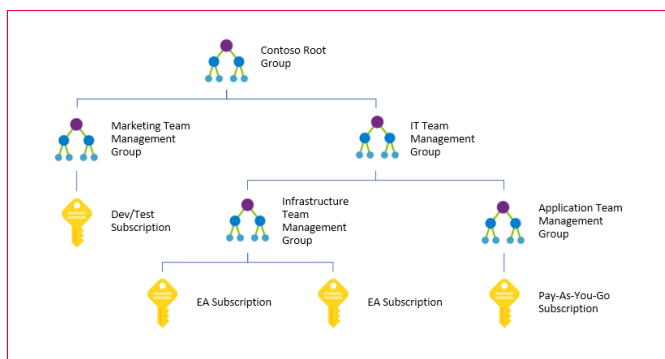 Contoso Root
Group
Marketing Team
Management
Group
IT Team
Management
Group
Dev/Test
Subscription
Infrastructure
Team
Management
Group
Application Team
Management
Group
EA Subscription
EA Subscription
Pay-As-You-Go
Subscription